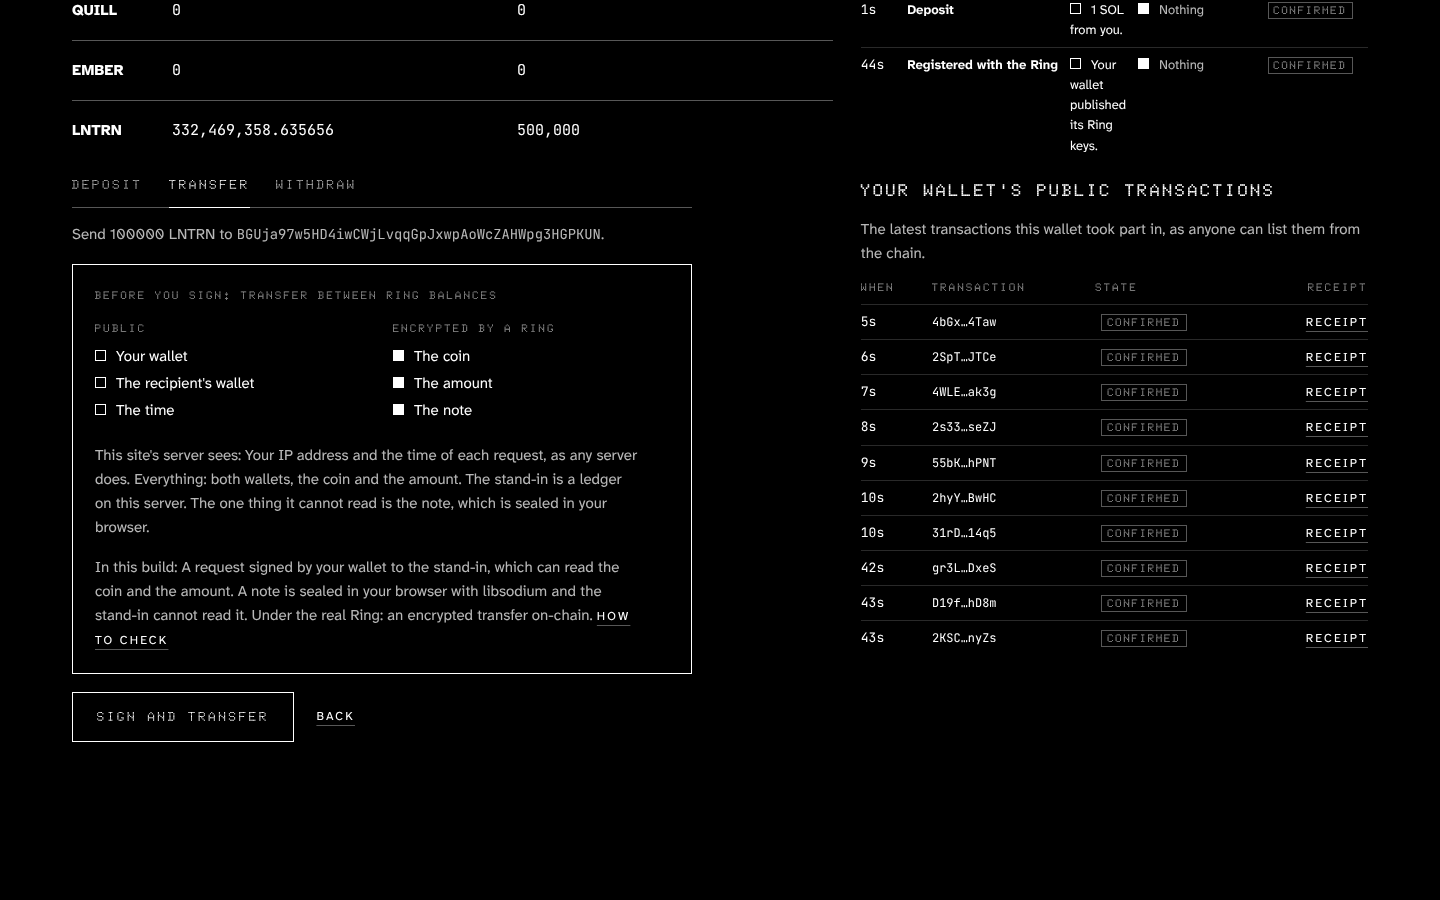 QUILL 0 0
EMBER 0 0
LNTRN 332,469,358.635656 500,000
DEPOSIT TRANSFER WITHDRAW
Send 100000 LNTRN to BGUja97w5HD4iwCWjLvqqGpJxwpAoWcZAHWpg3HGPKUN.
BEFORE YOU SIGN: TRANSFER BETWEEN RING BALANCES
PUBLIC ENCRYPTED BY A RING
Your wallet The coin
The recipient's wallet The amount
The time The note
This site's server sees: Your IP address and the time of each request, as any server
does. Everything: both wallets, the coin and the amount. The stand-in is a ledger
on this server. The one thing it cannot read is the note, which is sealed in your
browser.
In this build: A request signed by your wallet to the stand-in, which can read the
coin and the amount. A note is sealed in your browser with libsodium and the
stand-in cannot read it. Under the real Ring: an encrypted transfer on-chain. HOW
TO CHECK
SIGN AND TRANSFER BACK
1s Deposit 1 SOL Nothing CONFIRMED
from you.
44s Registered with the Ring Your Nothing CONFIRMED
wallet
published
its Ring
keys.
YOUR WALLET'S PUBLIC TRANSACTIONS
The latest transactions this wallet took part in, as anyone can list them from
the chain.
WHEN TRANSACTION STATE RECEIPT
5s 4bGx…4Taw CONFIRMED RECEIPT
6s 2SpT…JTCe CONFIRMED RECEIPT
7s 4WLE…ak3g CONFIRMED RECEIPT
8s 2s33…seZJ CONFIRMED RECEIPT
9s 55bK…hPNT CONFIRMED RECEIPT
10s 2hyY…BwHC CONFIRMED RECEIPT
10s 31rD…14q5 CONFIRMED RECEIPT
42s gr3L…DxeS CONFIRMED RECEIPT
43s D19f…hD8m CONFIRMED RECEIPT
43s 2KSC…nyZs CONFIRMED RECEIPT